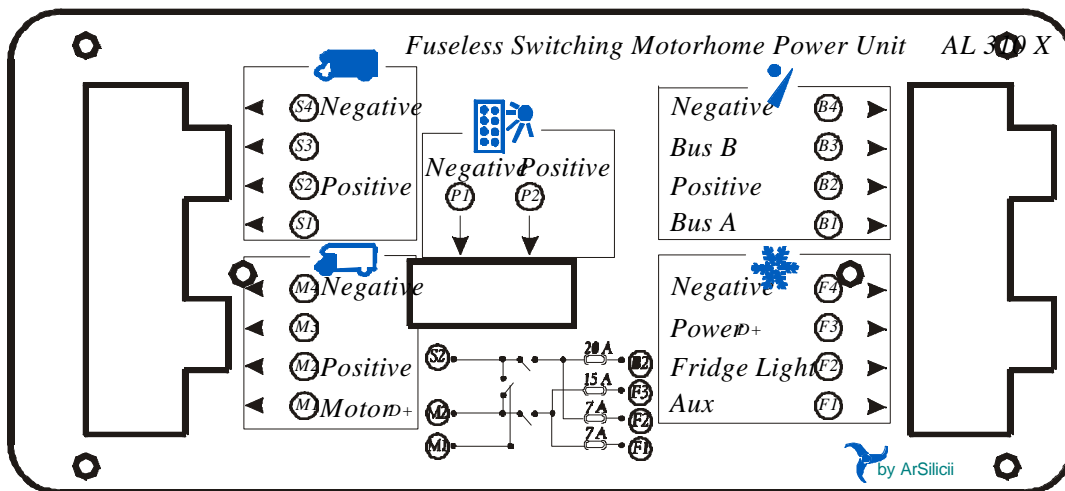 Fuseless Switching Motorhome Power Unit AL 310 X
S4 Negative
S3
S2 Positive
S1
Negative Positive
P1 P2
Negative B4
Bus B B3
Positive B2
Bus A B1
M4 Negative
M3
M2 Positive
M1 Motor D+
Negative F4
Power D+ F3
Fridge Light F2
Aux F1
S2 20 A B2
15 A F3
M2 7 A F2
M1 7 A F1
by ArSilicii